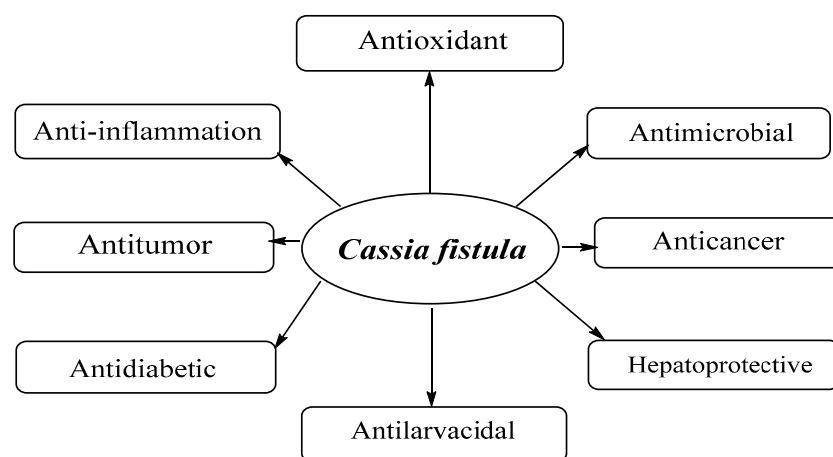 Antioxidant
Anti-inflammation
Antimicrobial
Cassia fistula
Antitumor
Anticancer
Antidiabetic
Hepatoprotective
Antilarvacidal